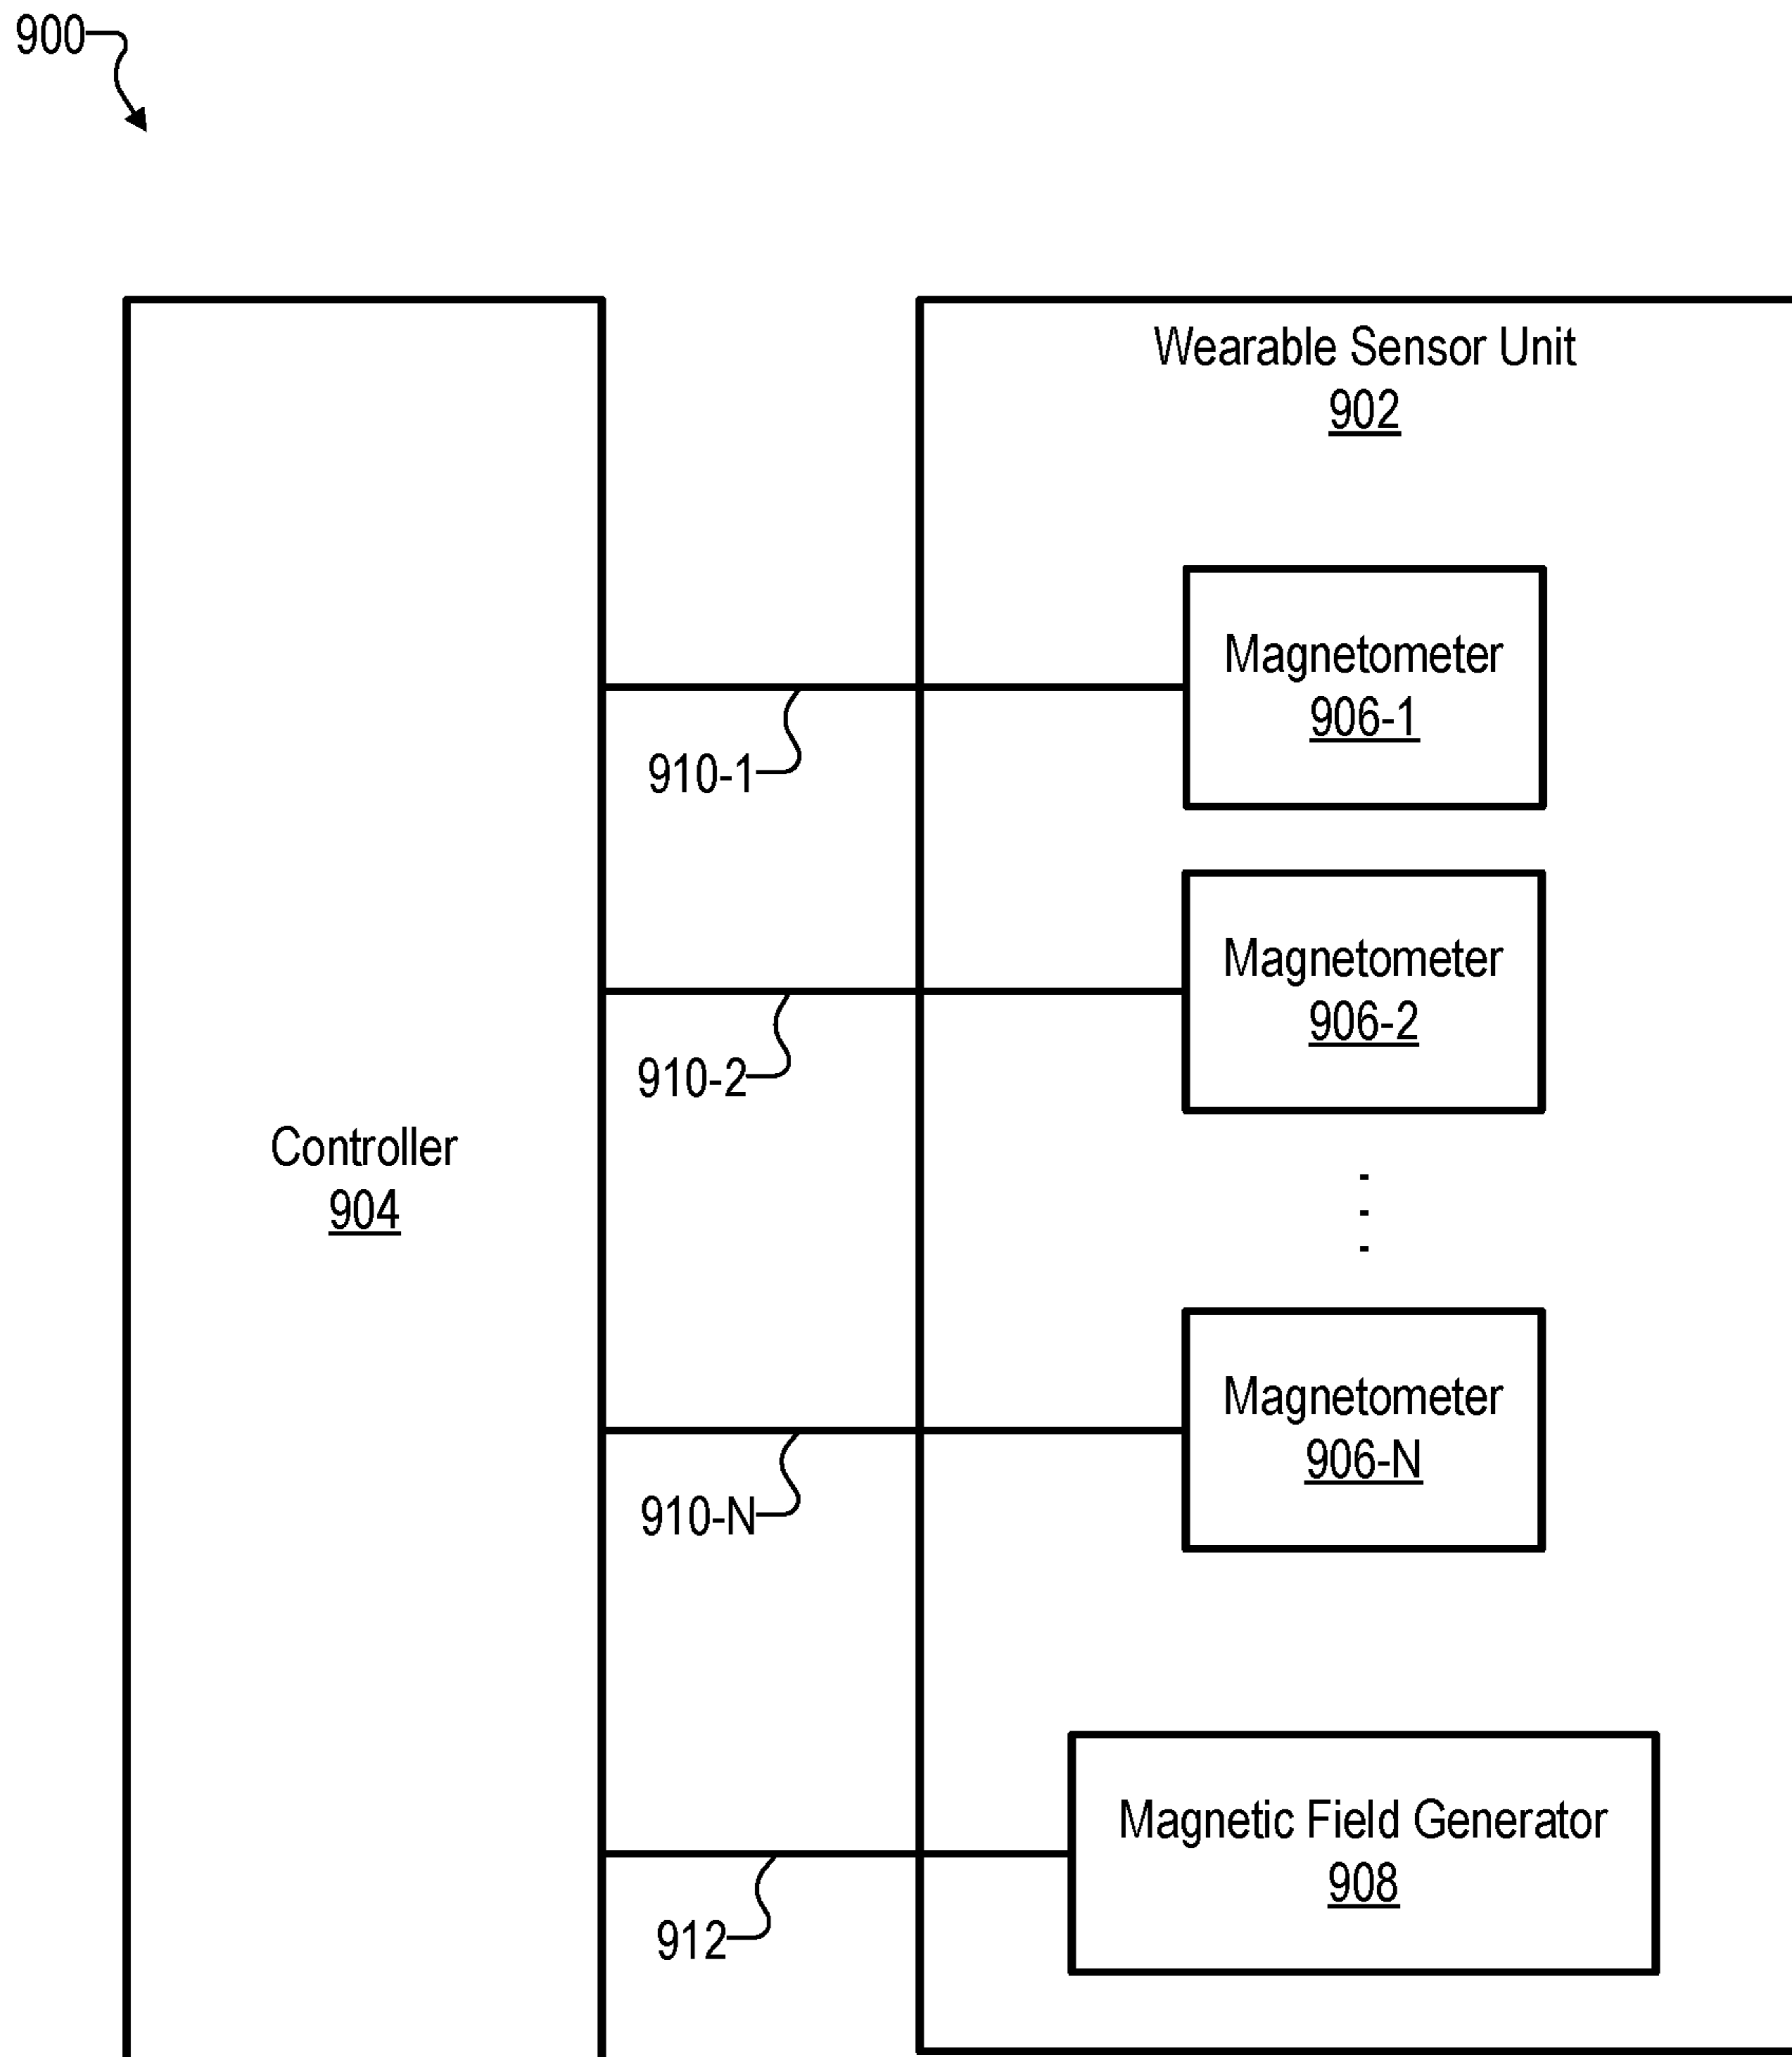 900
Wearable Sensor Unit
902
Magnetometer
906-1
910-1
Magnetometer
906-2
910-2
Controller
904
Magnetometer
906-N
910-N
Magnetic Field Generator
908
912